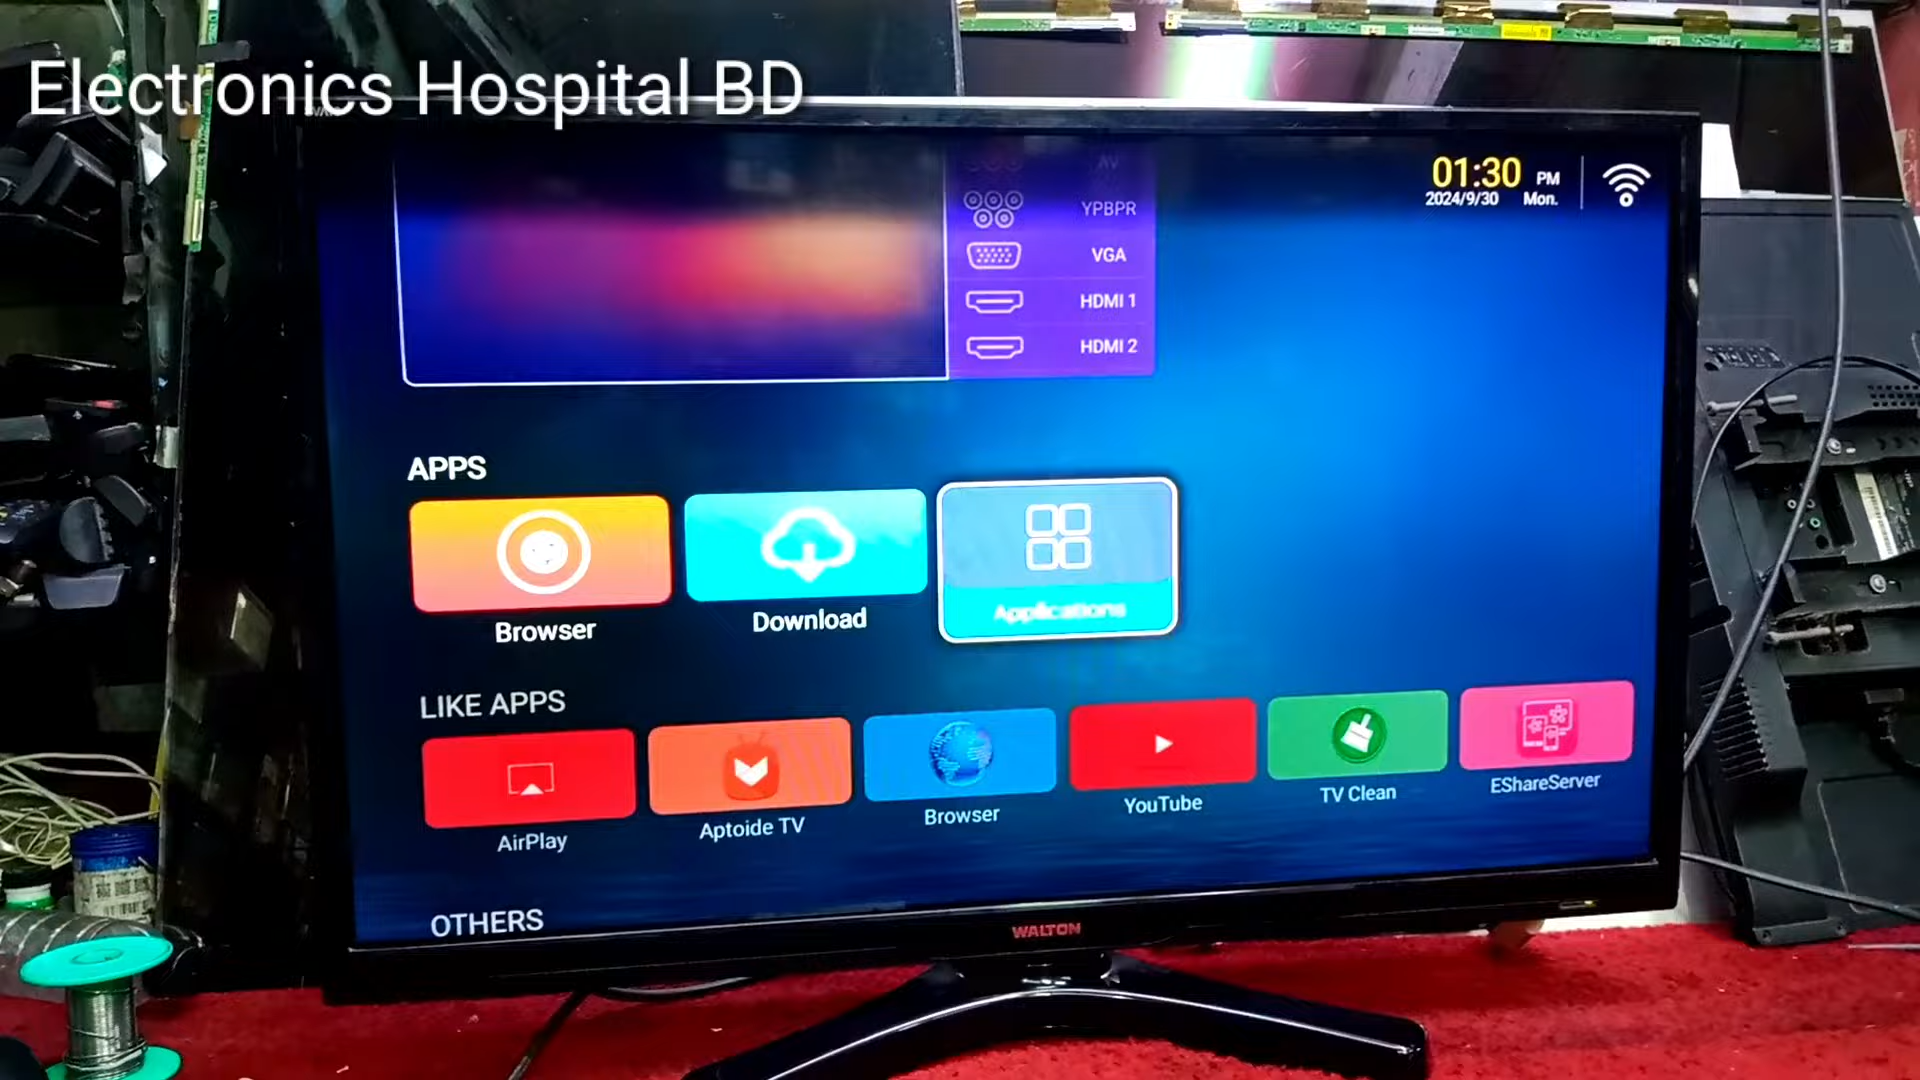 Electronics Hospital BD
AV
01:30 PM
2024/9/30 Mon.
YPBPR
VGA
HDMI 1
HDMI 2
APPS
Browser
Download
Applications
LIKE APPS
AirPlay
Aptoide TV
Browser
YouTube
TV Clean
EShareServer
OTHERS
WALTON